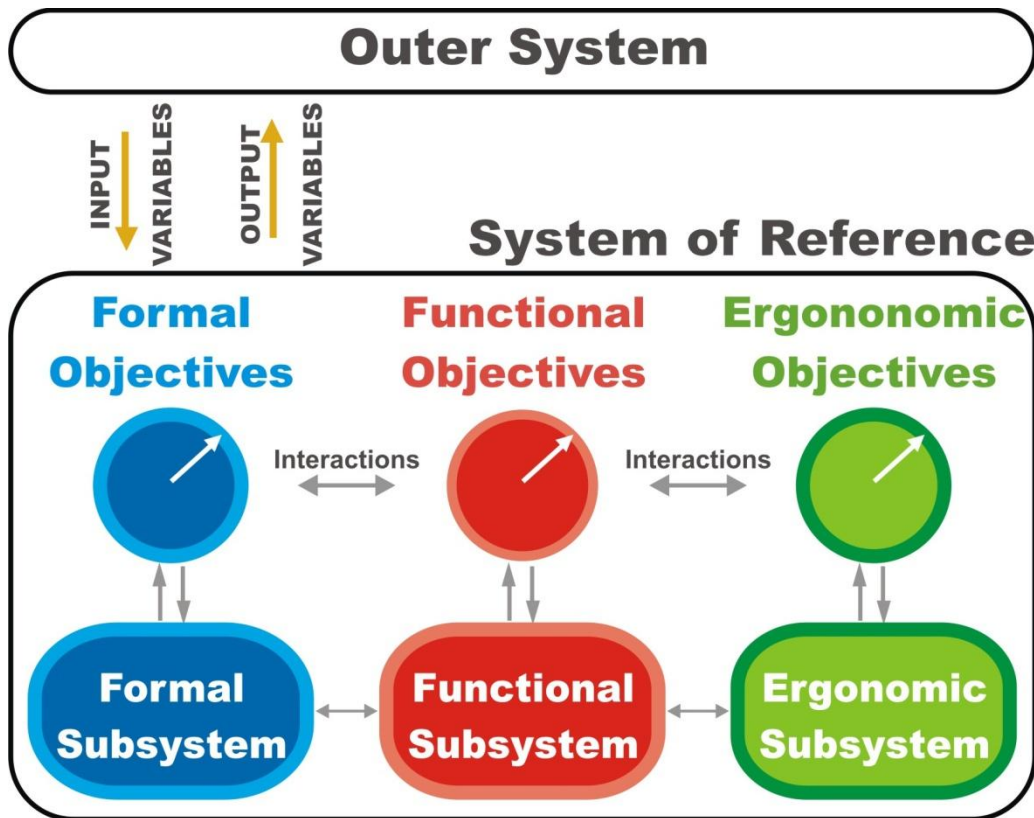 Outer System
INPUT
VARIABLES
OUTPUT
VARIABLES
System of Reference
Formal
Objectives
Functional
Objectives
Ergononomic
Objectives
Interactions
Interactions
Formal
Subsystem
Functional
Subsystem
Ergonomic
Subsystem